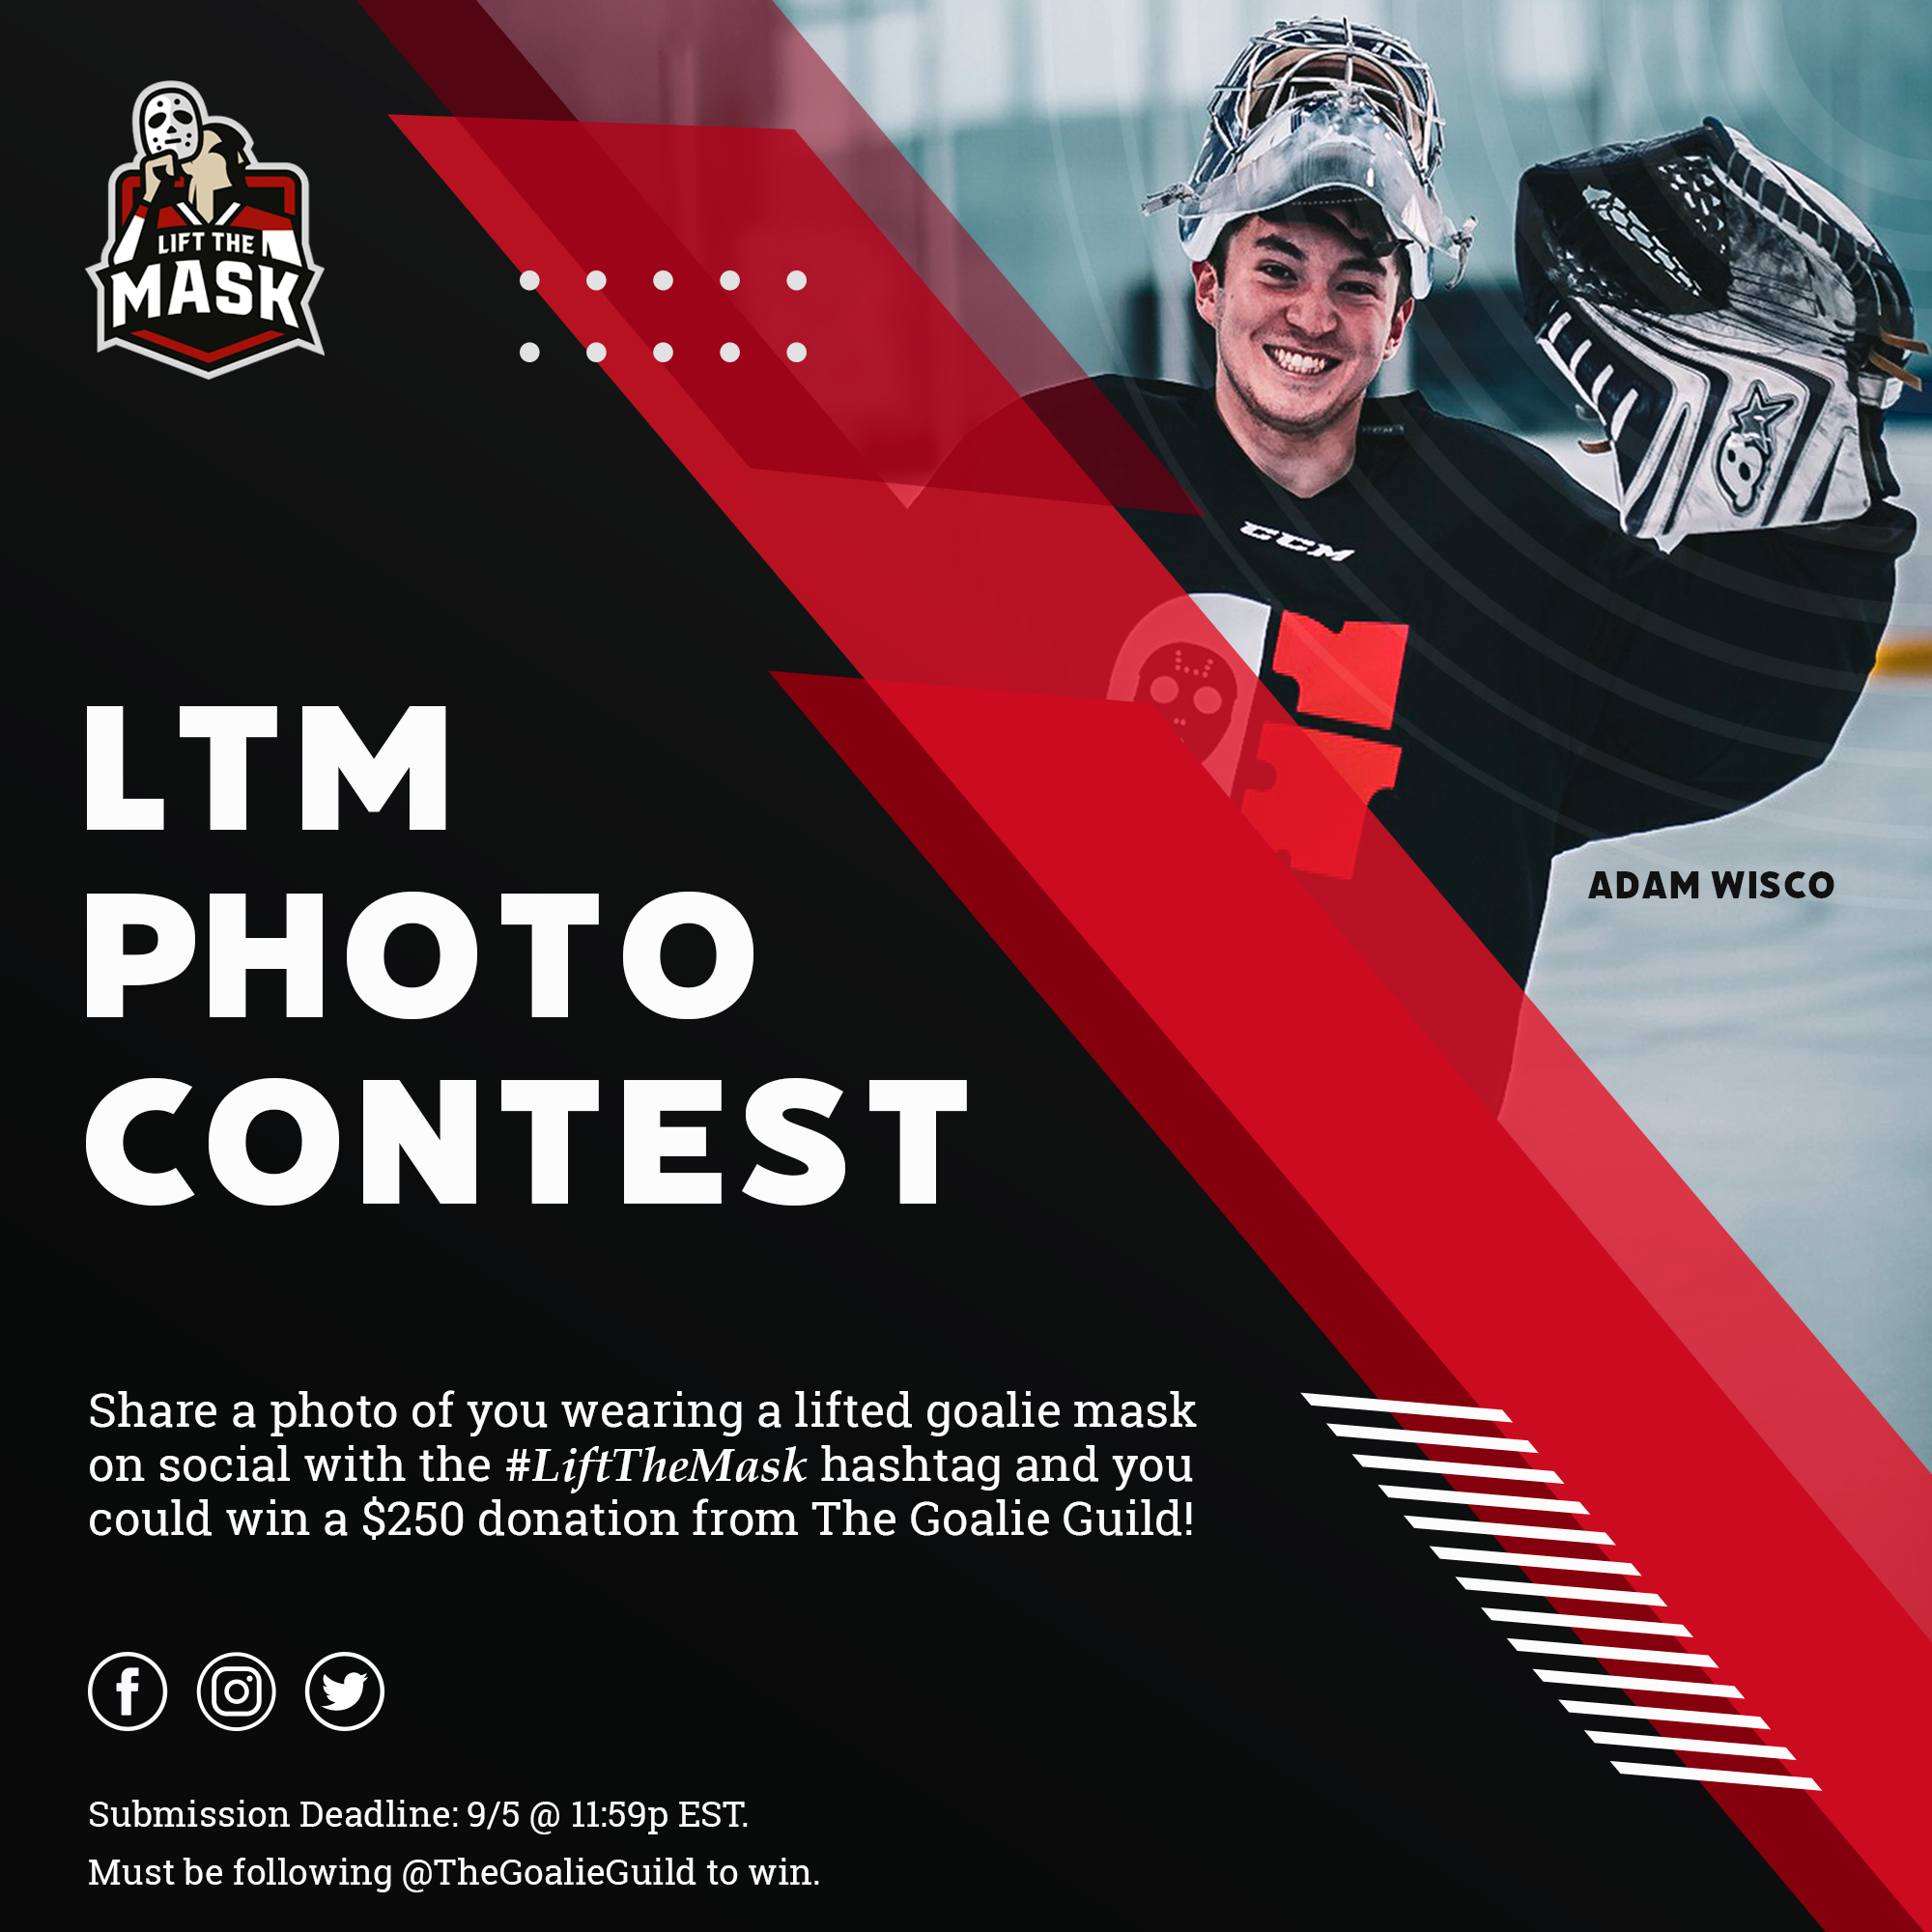 LIFT THE
MASK
CCM
LTM
PHOTO
CONTEST
ADAM WISCO
Share a photo of you wearing a lifted goalie mask
on social with the #LiftTheMask hashtag and you
could win a $250 donation from The Goalie Guild!
Submission Deadline: 9/5 @ 11:59p EST.
Must be following @TheGoalieGuild to win.